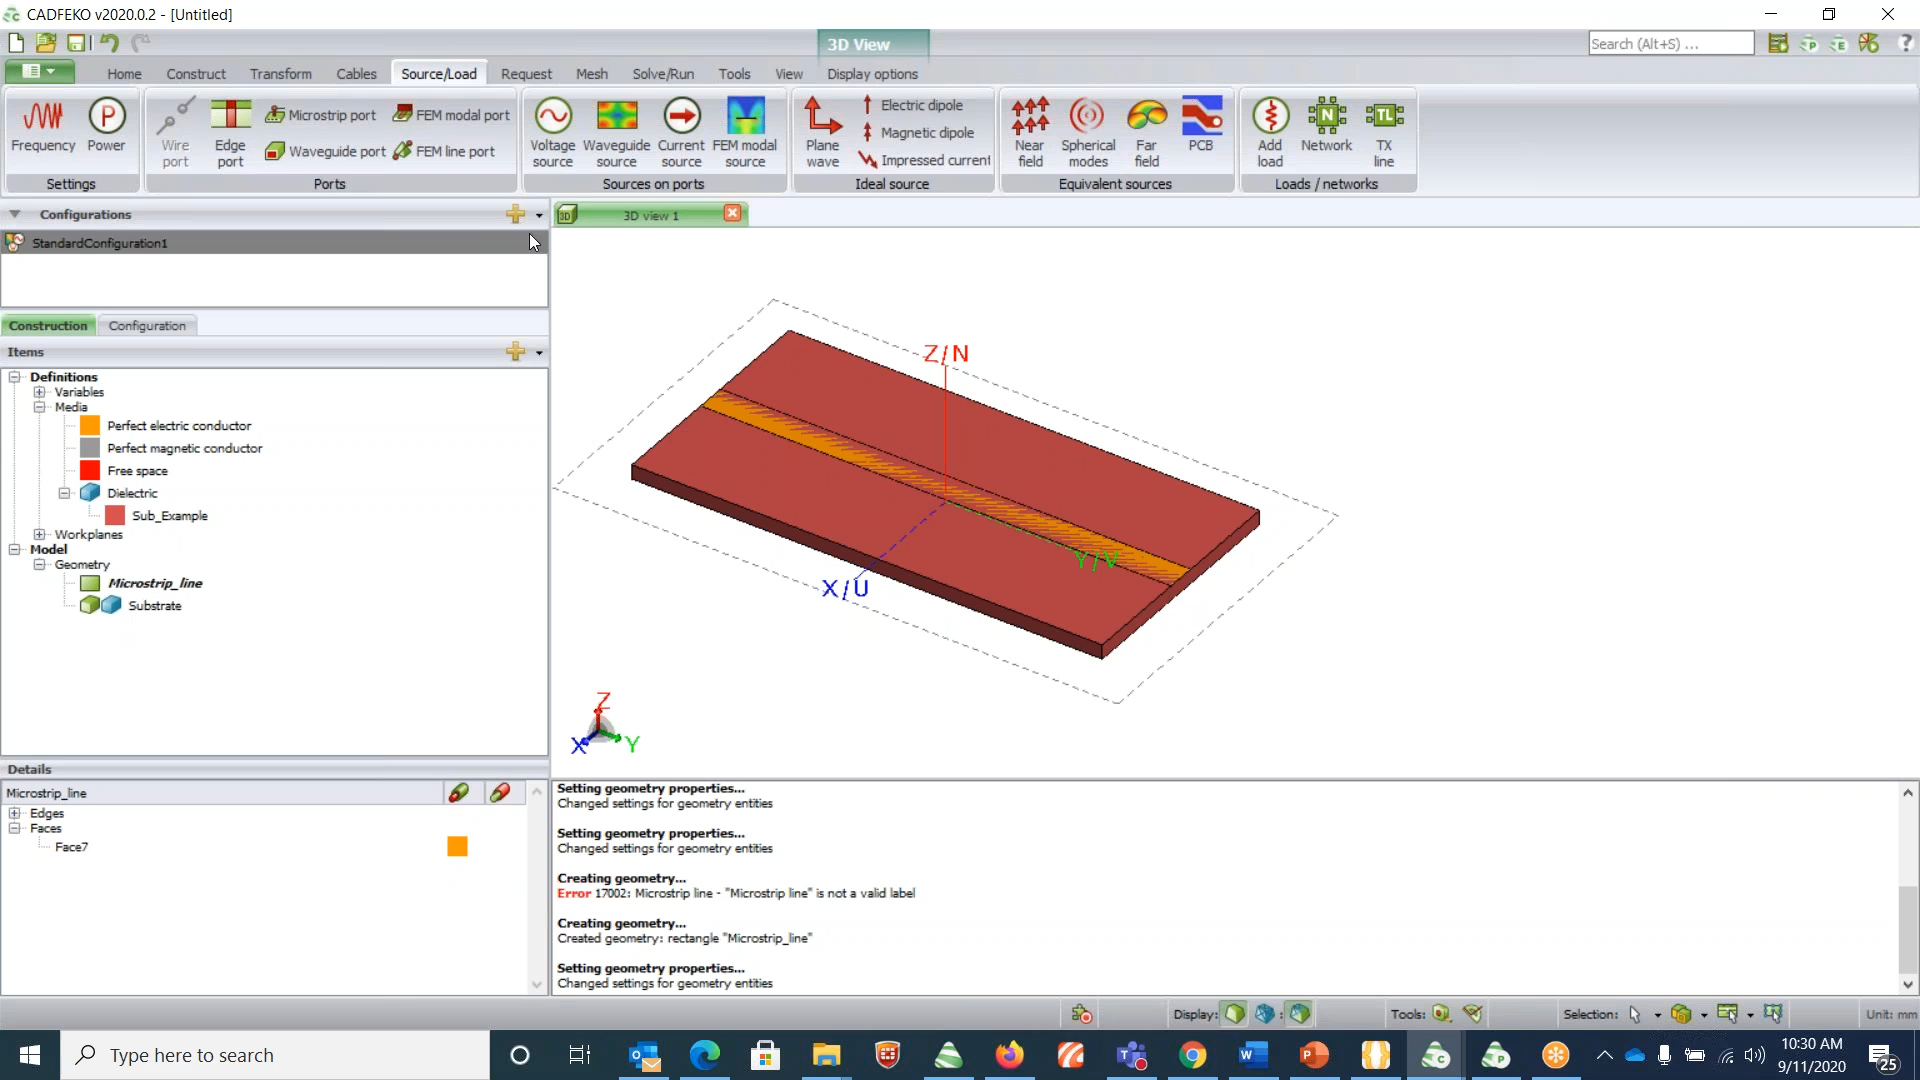 CADFEKO v2020.0.2 - [Untitled]
3D View
Search (Alt+S) ...
Home Construct Transform Cables Source/Load Request Mesh Solve/Run Tools View Display options
Frequency
Power
Settings
Wire port
Edge port
Microstrip port
Waveguide port
FEM modal port
FEM line port
Ports
Voltage source
Waveguide source
Current source
FEM modal source
Sources on ports
Plane wave
Electric dipole
Magnetic dipole
Impressed current
Ideal source
Near field
Spherical modes
Far field
PCB
Equivalent sources
Add load
Network
TX line
Loads / networks
Configurations
StandardConfiguration1
3D view 1
Construction Configuration
Items
Definitions
Variables
Media
Perfect electric conductor
Perfect magnetic conductor
Free space
Dielectric
Sub_Example
Workplanes
Model
Geometry
Microstrip_line
Substrate
Z/N
Y/V
X/U
Z
X
Y
Details
Microstrip_line
Edges
Faces
Face7
Setting geometry properties...
Changed settings for geometry entities
Setting geometry properties...
Changed settings for geometry entities
Creating geometry...
Error 17002: Microstrip line - "Microstrip line" is not a valid label
Creating geometry...
Created geometry: rectangle "Microstrip_line"
Setting geometry properties...
Changed settings for geometry entities
Display: Tools: Selection: Unit: mm
Type here to search
10:30 AM
9/11/2020
25